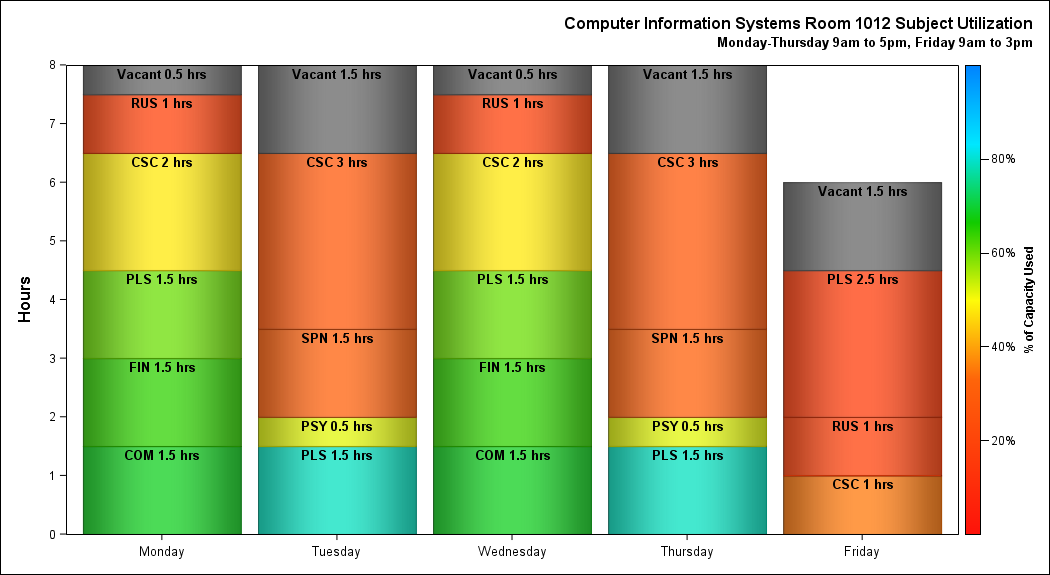 Computer Information Systems Room 1012 Subject Utilization
Monday-Thursday 9am to 5pm, Friday 9am to 3pm
Hours
8
7
6
5
4
3
2
1
0
Vacant 0.5 hrs
RUS 1 hrs
CSC 2 hrs
PLS 1.5 hrs
FIN 1.5 hrs
COM 1.5 hrs
Monday
Vacant 1.5 hrs
CSC 3 hrs
SPN 1.5 hrs
PSY 0.5 hrs
PLS 1.5 hrs
Tuesday
Vacant 0.5 hrs
RUS 1 hrs
CSC 2 hrs
PLS 1.5 hrs
FIN 1.5 hrs
COM 1.5 hrs
Wednesday
Vacant 1.5 hrs
CSC 3 hrs
SPN 1.5 hrs
PSY 0.5 hrs
PLS 1.5 hrs
Thursday
Vacant 1.5 hrs
PLS 2.5 hrs
RUS 1 hrs
CSC 1 hrs
Friday
80%
60%
40%
20%
% of Capacity Used